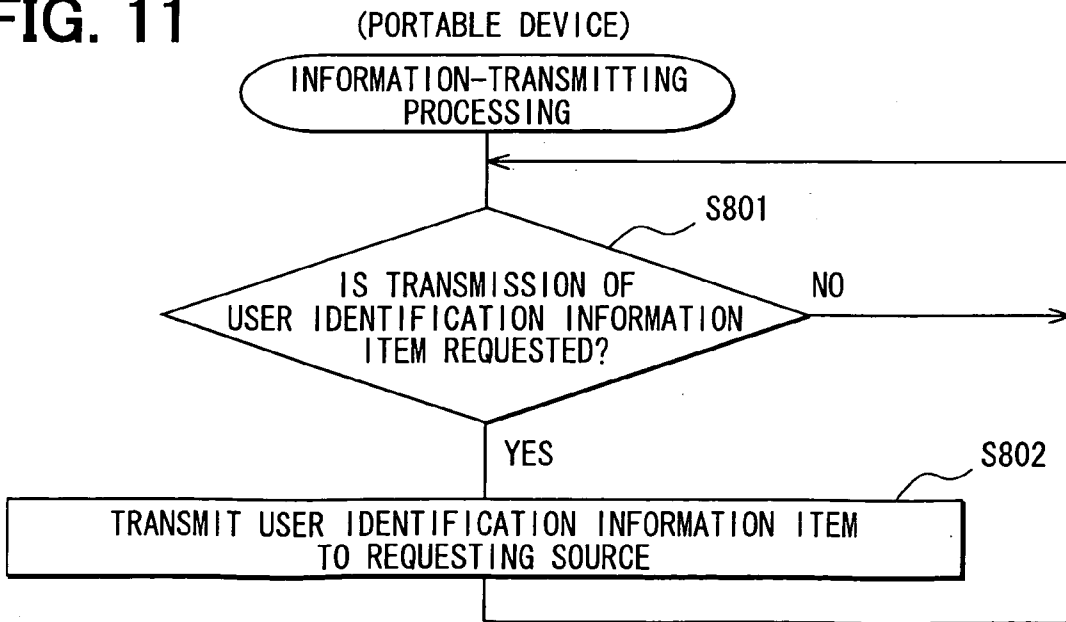 FIG. 11
(PORTABLE DEVICE)
INFORMATION-TRANSMITTING
PROCESSING
S801
IS TRANSMISSION OF
USER IDENTIFICATION INFORMATION
ITEM REQUESTED?
NO
YES
S802
TRANSMIT USER IDENTIFICATION INFORMATION ITEM
TO REQUESTING SOURCE